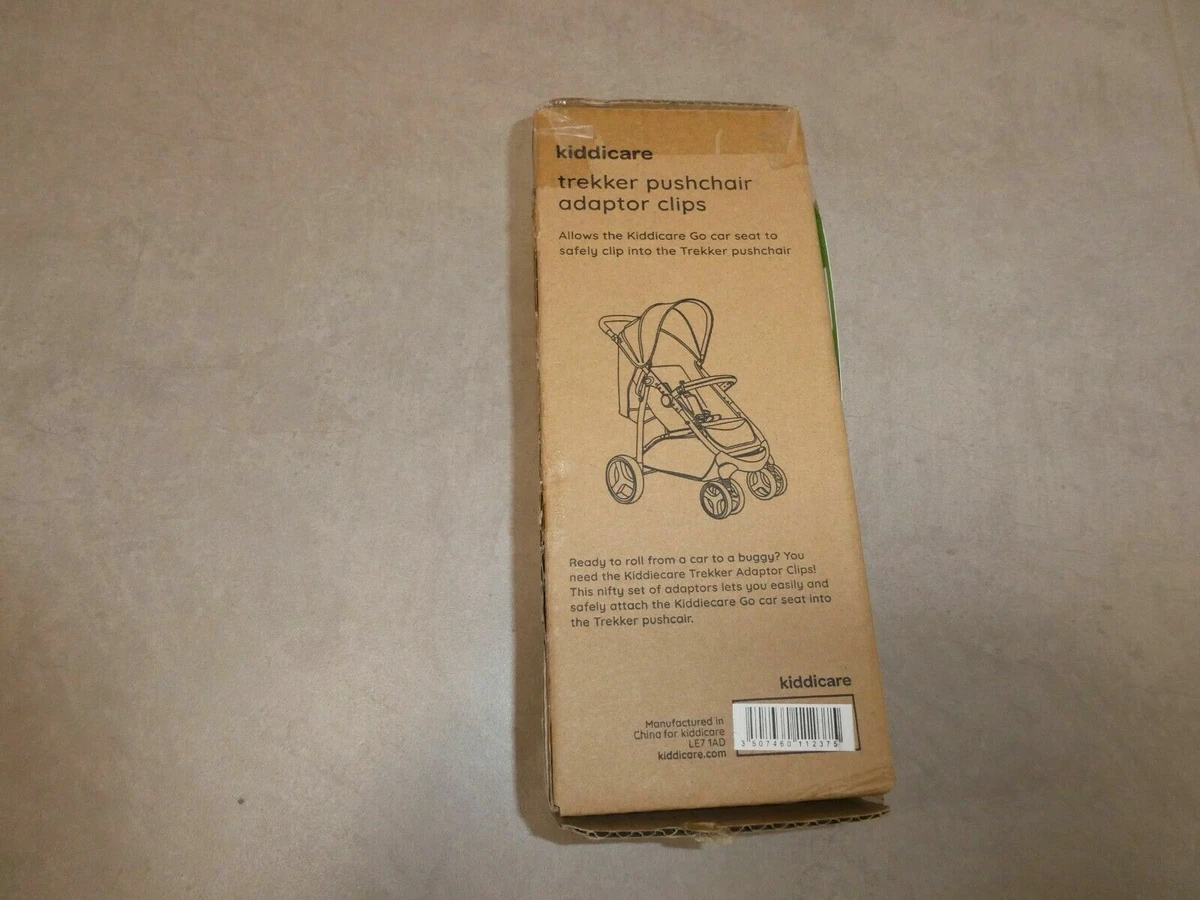 kiddicare
trekker pushchair
adaptor clips
Allows the Kiddicare Go car seat to
safely clip into the Trekker pushchair
Ready to roll from a car to a buggy? You
need the Kiddiecare Trekker Adaptor Clips!
This nifty set of adaptors lets you easily and
safely attach the Kiddiecare Go car seat into
the Trekker pushcair.
kiddicare
Manufactured in
China for kiddicare
LE7 1AD
kiddicare.com
3 507460 112375